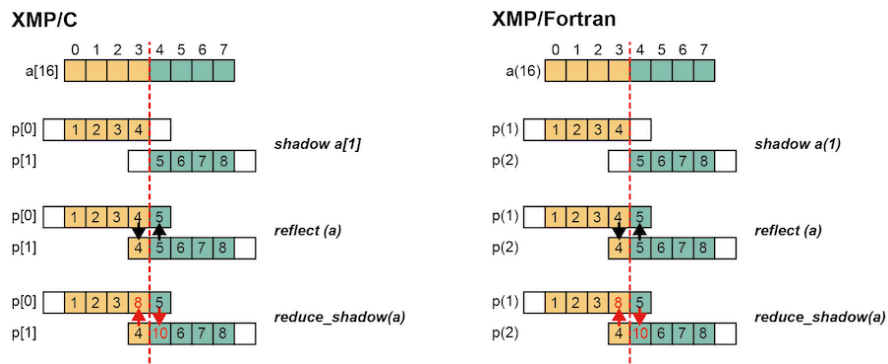 XMP/C
0 1 2 3 4 5 6 7
a[16]
p[0] 1 2 3 4
shadow a[1]
p[1] 5 6 7 8
p[0] 1 2 3 4 5
reflect (a)
p[1] 4 5 6 7 8
p[0] 1 2 3 8 5
reduce_shadow(a)
p[1] 4 10 6 7 8
XMP/Fortran
0 1 2 3 4 5 6 7
a(16)
p(1) 1 2 3 4
shadow a(1)
p(2) 5 6 7 8
p(1) 1 2 3 4 5
reflect (a)
p(2) 4 5 6 7 8
p(1) 1 2 3 8 5
reduce_shadow(a)
p(2) 4 10 6 7 8